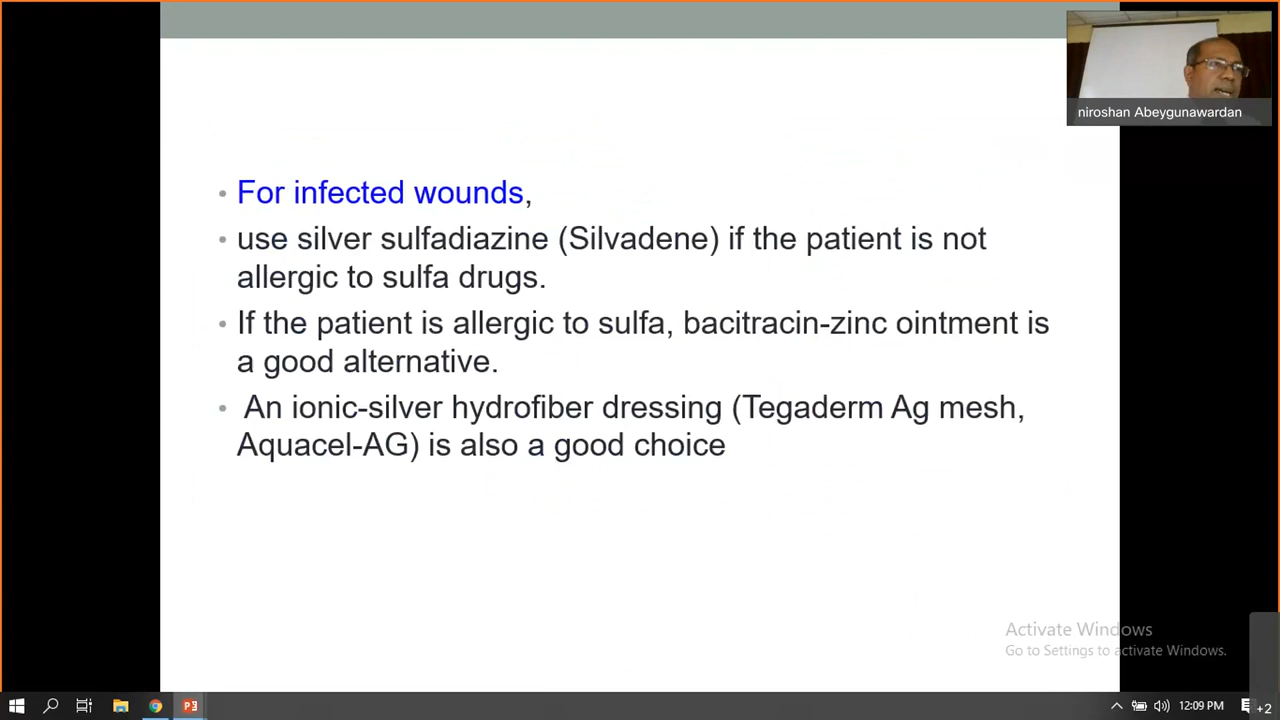 niroshan Abeygunawardan
• For infected wounds,
• use silver sulfadiazine (Silvadene) if the patient is not
allergic to sulfa drugs.
• If the patient is allergic to sulfa, bacitracin-zinc ointment is
a good alternative.
• An ionic-silver hydrofiber dressing (Tegaderm Ag mesh,
Aquacel-AG) is also a good choice
Activate Windows
Go to Settings to activate Windows.
12:09 PM
+2